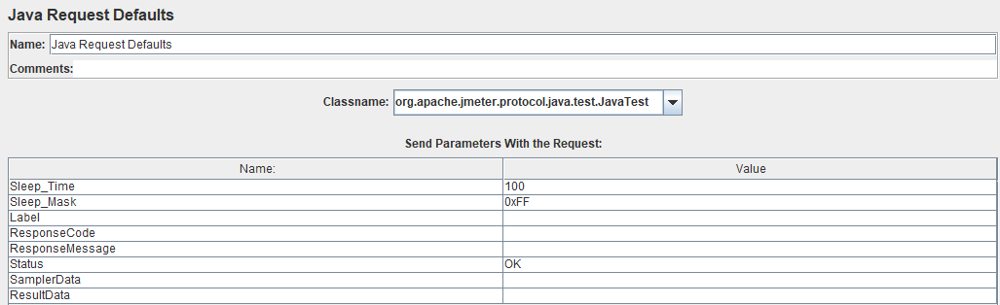 Java Request Defaults
Name: Java Request Defaults
Comments:
Classname: org.apache.jmeter.protocol.java.test.JavaTest
Send Parameters With the Request:
Name: Value
Sleep_Time 100
Sleep_Mask 0xFF
Label
ResponseCode
ResponseMessage
Status OK
SamplerData
ResultData